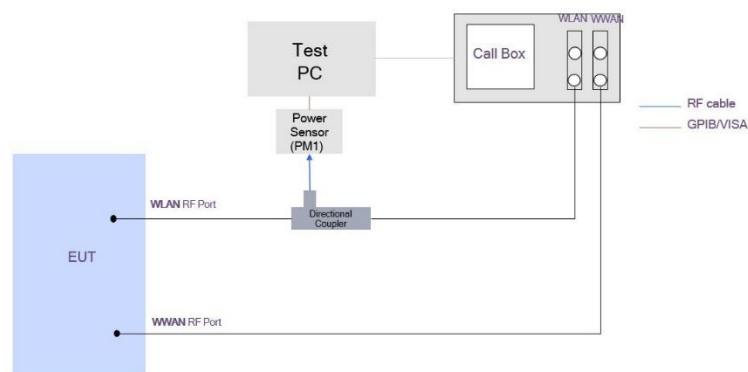 WLAN WWAN
Test
PC
Call Box
RF cable
GPIB/VISA
Power
Sensor
(PM1)
WLAN RF Port
Directional
Coupler
EUT
WWAN RF Port